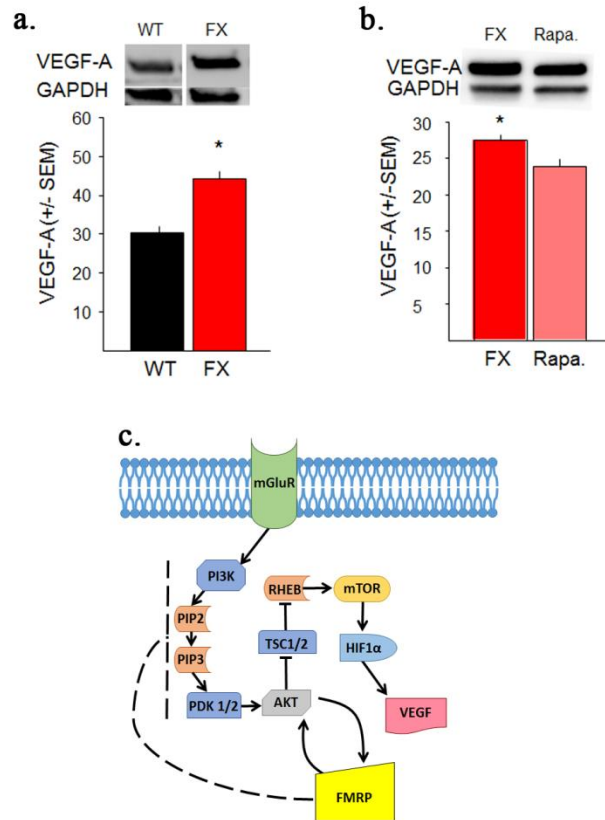 a.
WT FX
VEGF-A
GAPDH
60
50
40
30
20
10
VEGF-A (+/- SEM)
*
WT FX
b.
FX Rapa.
VEGF-A
GAPDH
30
25
20
15
10
5
VEGF-A (+/-SEM)
*
FX Rapa.
c.
mGluR
PI3K
RHEB
mTOR
PIP2
TSC1/2
HIF1α
PIP3
PDK 1/2
AKT
VEGF
FMRP